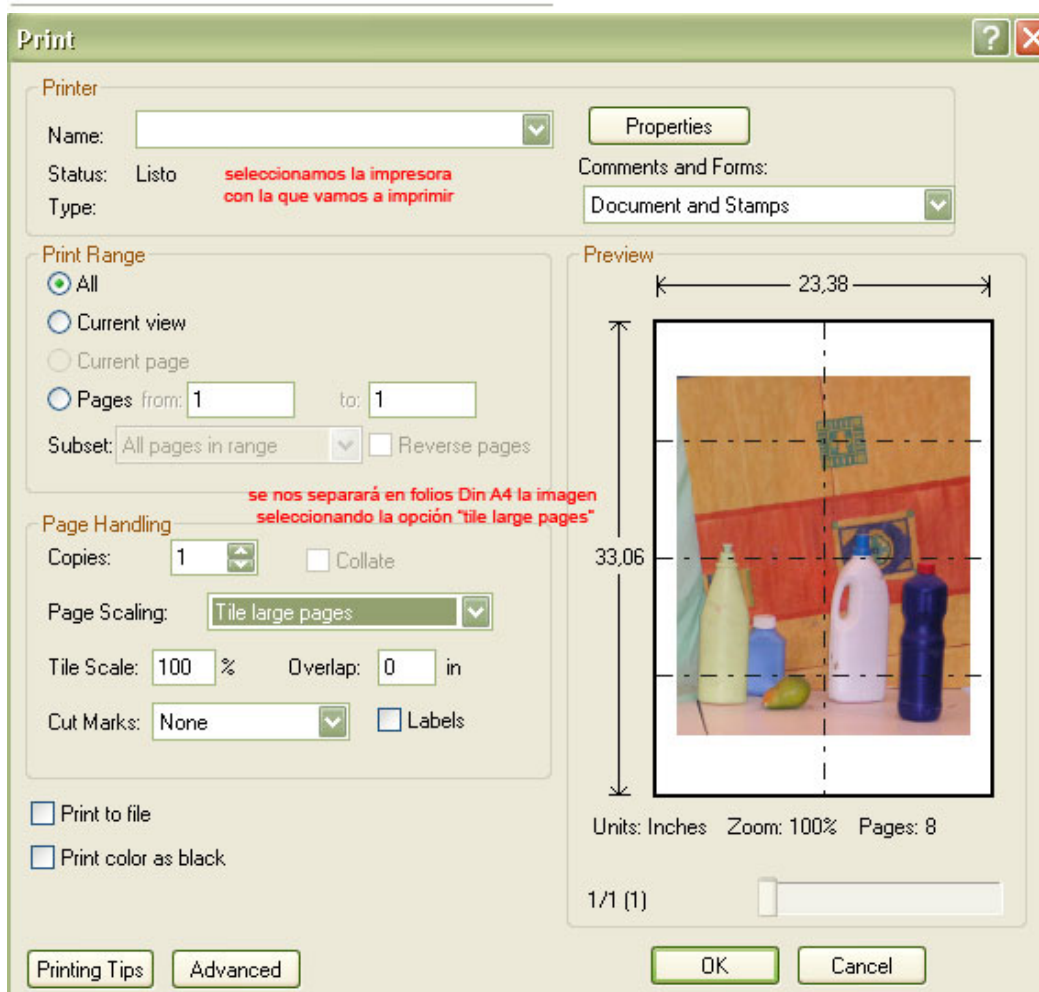 Print
Printer
Name:
Properties
Status: Listo
seleccionamos la impresora
con la que vamos a imprimir
Type:
Comments and Forms:
Document and Stamps
Print Range
All
Current view
Current page
Pages from: 1 to: 1
Subset: All pages in range Reverse pages
se nos separará en folios Din A4 la imagen
seleccionando la opción "tile large pages"
Page Handling
Copies: 1 Collate
Page Scaling: Tile large pages
Tile Scale: 100 % Overlap: 0 in
Cut Marks: None Labels
Print to file
Print color as black
Printing Tips Advanced
Preview
23,38
33,06
Units: Inches Zoom: 100% Pages: 8
1/1 (1)
OK Cancel